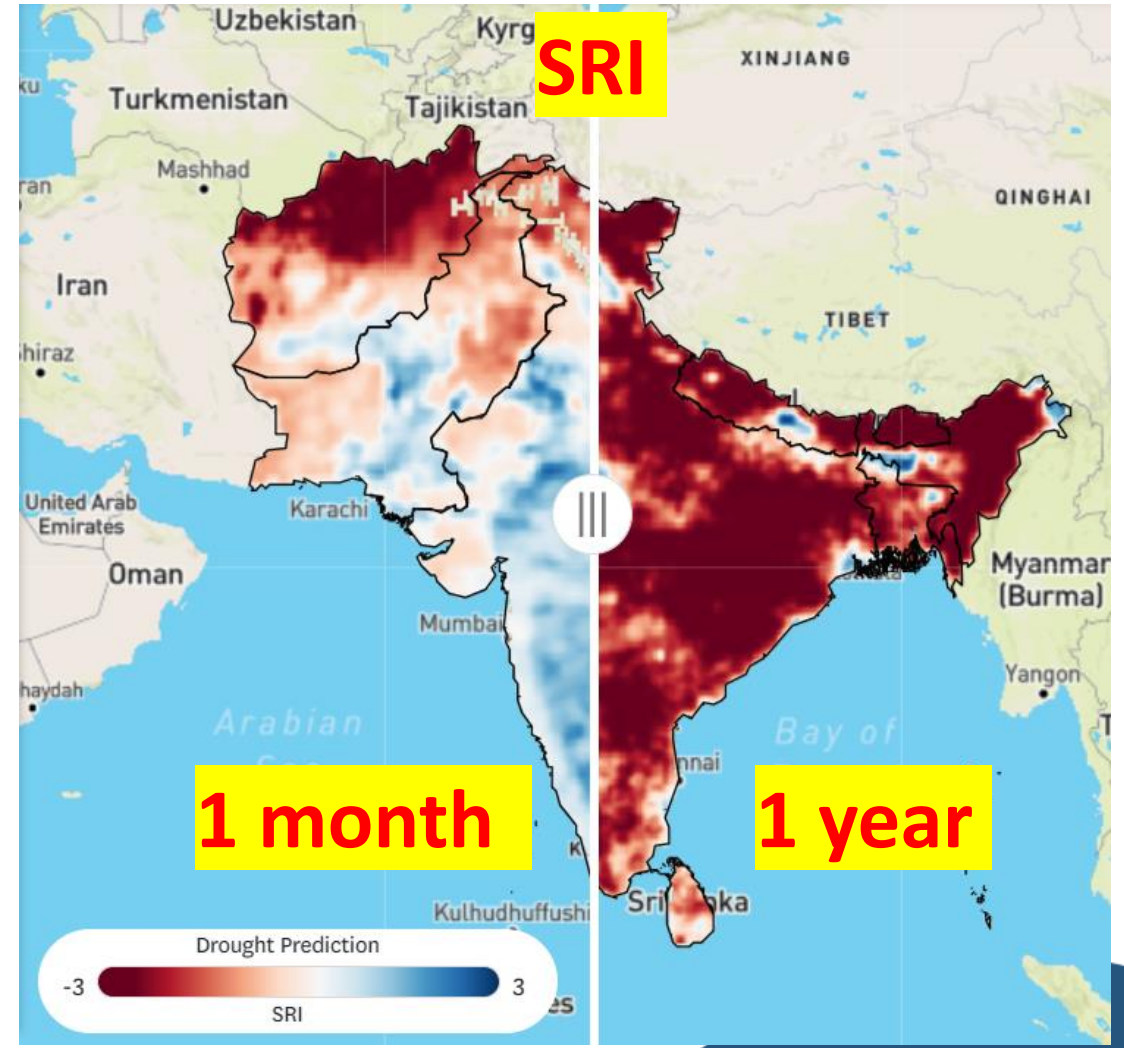 Uzbekistan
Kyrg
SRI
XINJIANG
Turkmenistan
Tajikistan
Mashhad
ran
QINGHAI
Iran
TIBET
hiraz
United Arab
Emirates
Karachi
Oman
Myanmar
(Burma)
Mumbai
Yangon
haydah
Arabian
Bay of
nnai
1 month
1 year
K
Sri
ka
Kulhudhuffushi
Drought Prediction
-3
3
SRI
es